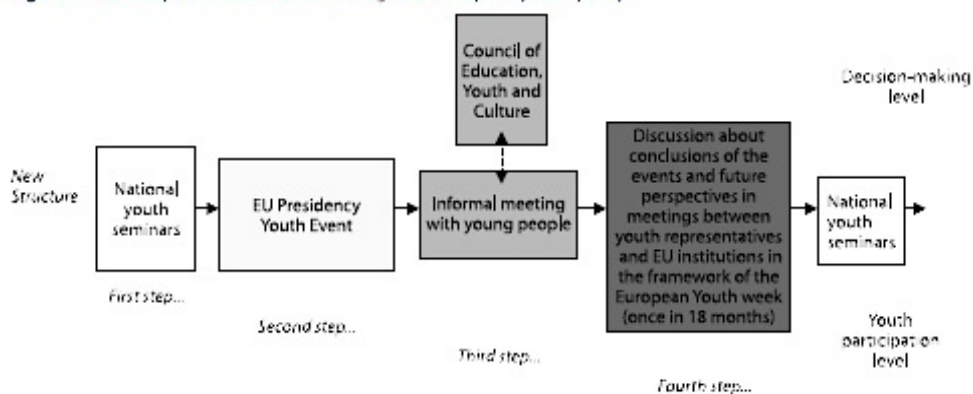 Council of
Education,
Youth and
Culture
Decision-making
level
New
Structure
National
youth
seminars
EU Presidency
Youth Event
Informal meeting
with young people
Discussion about
conclusions of the
events and future
perspectives in
meetings between
youth representatives
and EU institutions in
the framework of the
European Youth week
(once in 18 months)
National
youth
seminars
First step...
Second step...
Third step...
Fourth step...
Youth
participation
level